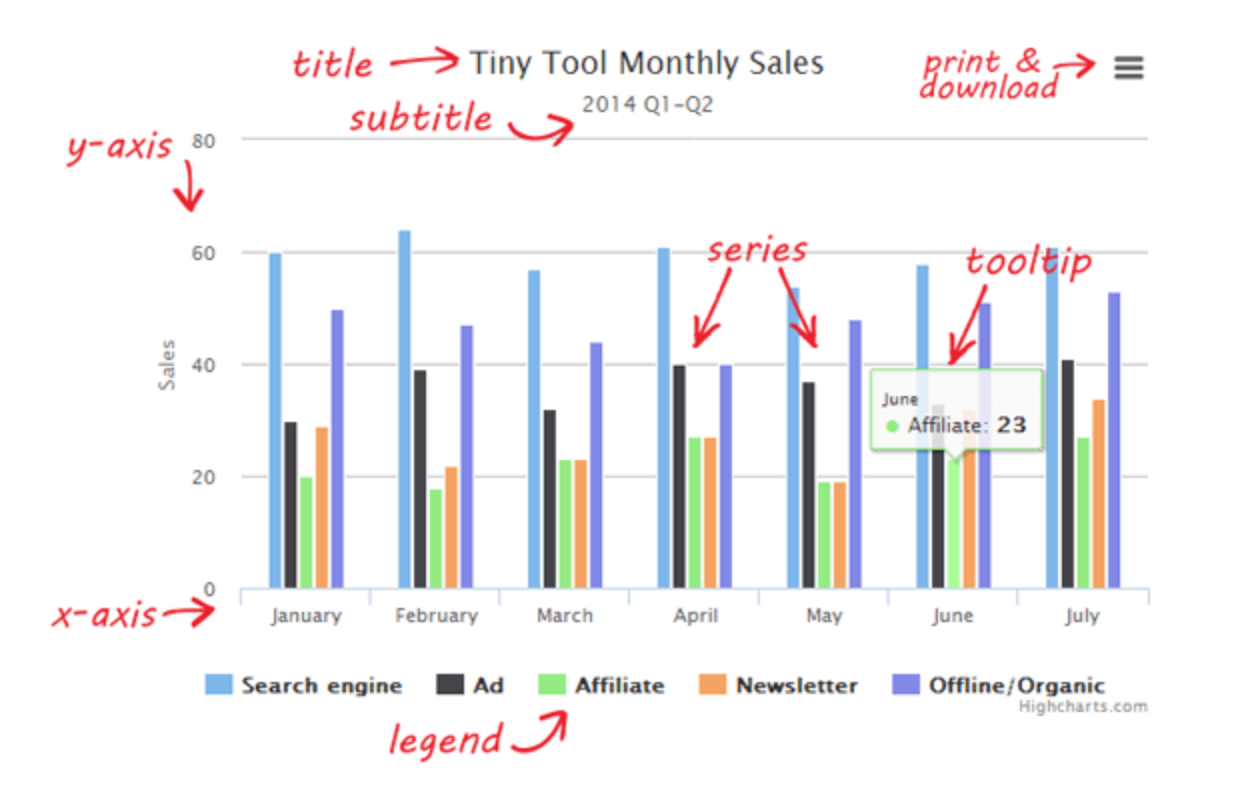 title
Tiny Tool Monthly Sales
print &
download
subtitle
2014 Q1-Q2
y-axis
80
60
40
20
0
Sales
series
tooltip
June
Affiliate: 23
x-axis
January
February
March
April
May
June
July
Search engine
Ad
Affiliate
Newsletter
Offline/Organic
Highcharts.com
legend